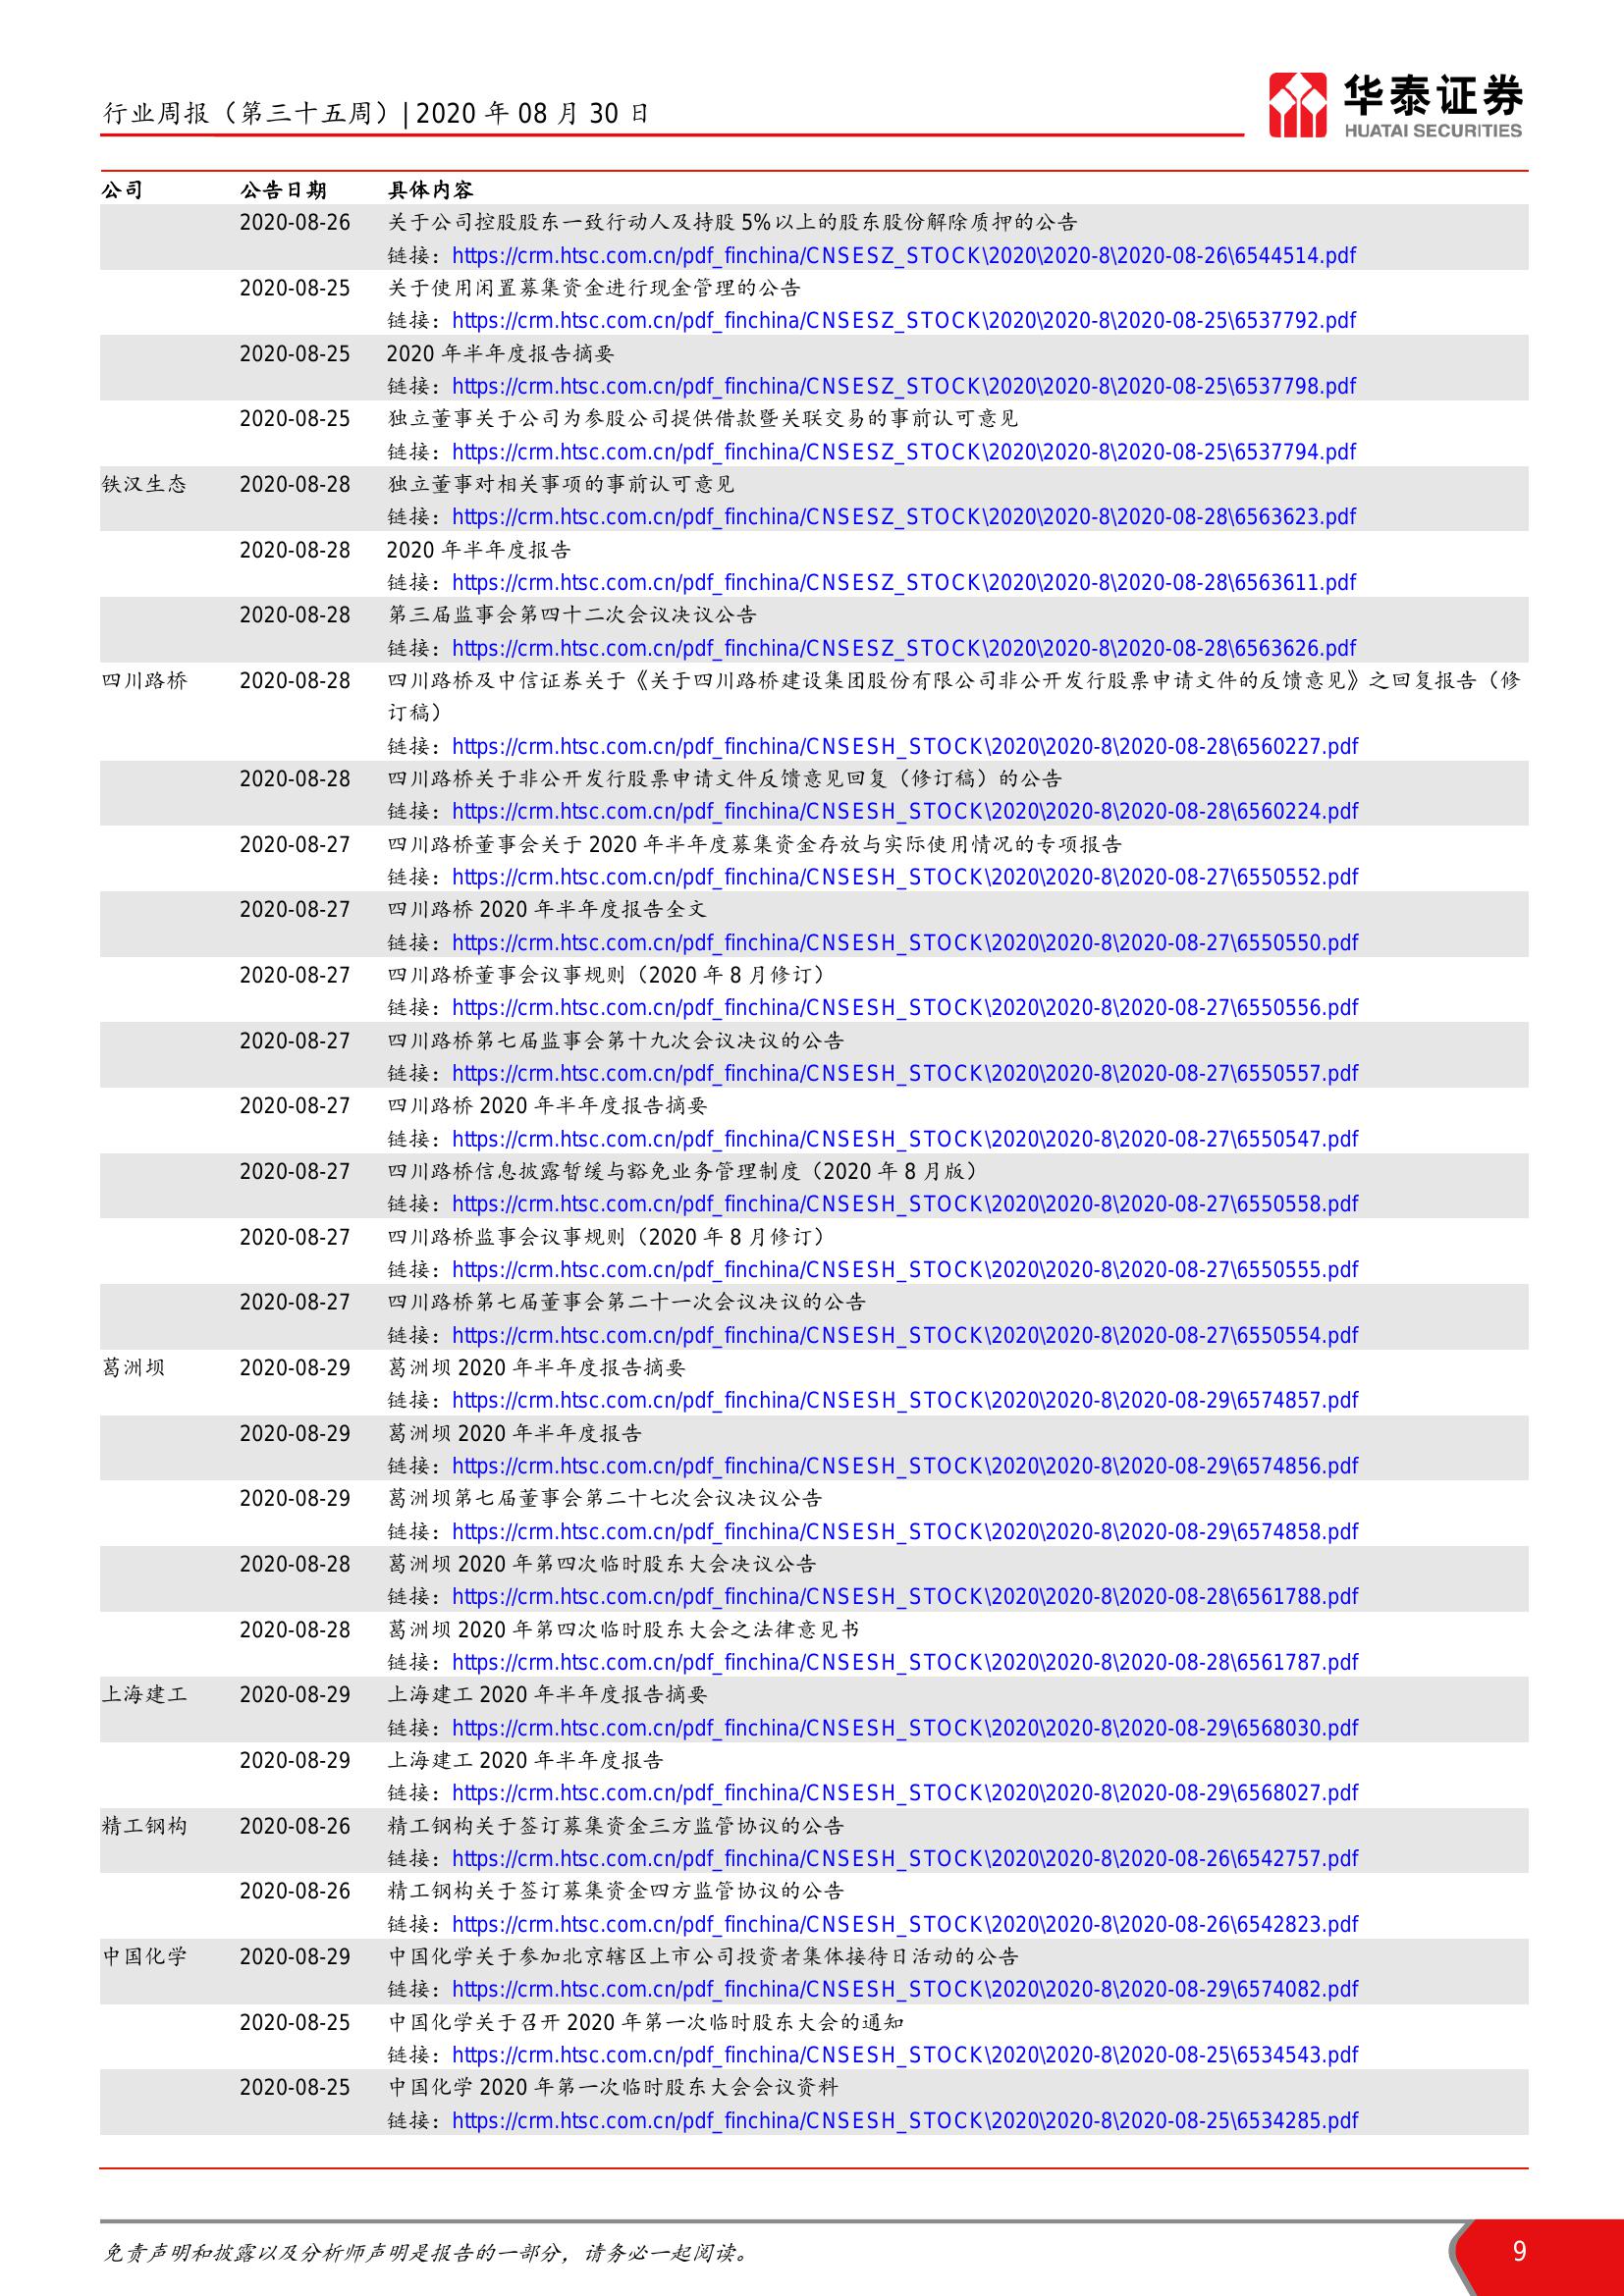 行业周报（第三十五周）| 2020 年 08 月 30 日
华泰证券
HUATAI SECURITIES
公司 公告日期 具体内容
2020-08-26 关于公司控股股东一致行动人及持股 5%以上的股东股份解除质押的公告
链接：https://crm.htsc.com.cn/pdf_finchina/CNSESZ_STOCK\2020\2020-8\2020-08-26\6544514.pdf
2020-08-25 关于使用闲置募集资金进行现金管理的公告
链接：https://crm.htsc.com.cn/pdf_finchina/CNSESZ_STOCK\2020\2020-8\2020-08-25\6537792.pdf
2020-08-25 2020 年半年度报告摘要
链接：https://crm.htsc.com.cn/pdf_finchina/CNSESZ_STOCK\2020\2020-8\2020-08-25\6537798.pdf
2020-08-25 独立董事关于公司为参股公司提供借款暨关联交易的事前认可意见
链接：https://crm.htsc.com.cn/pdf_finchina/CNSESZ_STOCK\2020\2020-8\2020-08-25\6537794.pdf
铁汉生态 2020-08-28 独立董事对相关事项的事前认可意见
链接：https://crm.htsc.com.cn/pdf_finchina/CNSESZ_STOCK\2020\2020-8\2020-08-28\6563623.pdf
2020-08-28 2020 年半年度报告
链接：https://crm.htsc.com.cn/pdf_finchina/CNSESZ_STOCK\2020\2020-8\2020-08-28\6563611.pdf
2020-08-28 第三届监事会第四十二次会议决议公告
链接：https://crm.htsc.com.cn/pdf_finchina/CNSESZ_STOCK\2020\2020-8\2020-08-28\6563626.pdf
四川路桥 2020-08-28 四川路桥及中信证券关于《关于四川路桥建设集团股份有限公司非公开发行股票申请文件的反馈意见》之回复报告（修
订稿）
链接：https://crm.htsc.com.cn/pdf_finchina/CNSESH_STOCK\2020\2020-8\2020-08-28\6560227.pdf
2020-08-28 四川路桥关于非公开发行股票申请文件反馈意见回复（修订稿）的公告
链接：https://crm.htsc.com.cn/pdf_finchina/CNSESH_STOCK\2020\2020-8\2020-08-28\6560224.pdf
2020-08-27 四川路桥董事会关于 2020 年半年度募集资金存放与实际使用情况的专项报告
链接：https://crm.htsc.com.cn/pdf_finchina/CNSESH_STOCK\2020\2020-8\2020-08-27\6550552.pdf
2020-08-27 四川路桥 2020 年半年度报告全文
链接：https://crm.htsc.com.cn/pdf_finchina/CNSESH_STOCK\2020\2020-8\2020-08-27\6550550.pdf
2020-08-27 四川路桥董事会议事规则（2020 年 8 月修订）
链接：https://crm.htsc.com.cn/pdf_finchina/CNSESH_STOCK\2020\2020-8\2020-08-27\6550556.pdf
2020-08-27 四川路桥第七届监事会第十九次会议决议的公告
链接：https://crm.htsc.com.cn/pdf_finchina/CNSESH_STOCK\2020\2020-8\2020-08-27\6550557.pdf
2020-08-27 四川路桥 2020 年半年度报告摘要
链接：https://crm.htsc.com.cn/pdf_finchina/CNSESH_STOCK\2020\2020-8\2020-08-27\6550547.pdf
2020-08-27 四川路桥信息披露暂缓与豁免业务管理制度（2020 年 8 月版）
链接：https://crm.htsc.com.cn/pdf_finchina/CNSESH_STOCK\2020\2020-8\2020-08-27\6550558.pdf
2020-08-27 四川路桥监事会议事规则（2020 年 8 月修订）
链接：https://crm.htsc.com.cn/pdf_finchina/CNSESH_STOCK\2020\2020-8\2020-08-27\6550555.pdf
2020-08-27 四川路桥第七届董事会第二十一次会议决议的公告
链接：https://crm.htsc.com.cn/pdf_finchina/CNSESH_STOCK\2020\2020-8\2020-08-27\6550554.pdf
葛洲坝 2020-08-29 葛洲坝 2020 年半年度报告摘要
链接：https://crm.htsc.com.cn/pdf_finchina/CNSESH_STOCK\2020\2020-8\2020-08-29\6574857.pdf
2020-08-29 葛洲坝 2020 年半年度报告
链接：https://crm.htsc.com.cn/pdf_finchina/CNSESH_STOCK\2020\2020-8\2020-08-29\6574856.pdf
2020-08-29 葛洲坝第七届董事会第二十七次会议决议公告
链接：https://crm.htsc.com.cn/pdf_finchina/CNSESH_STOCK\2020\2020-8\2020-08-29\6574858.pdf
2020-08-28 葛洲坝 2020 年第四次临时股东大会决议公告
链接：https://crm.htsc.com.cn/pdf_finchina/CNSESH_STOCK\2020\2020-8\2020-08-28\6561788.pdf
2020-08-28 葛洲坝 2020 年第四次临时股东大会之法律意见书
链接：https://crm.htsc.com.cn/pdf_finchina/CNSESH_STOCK\2020\2020-8\2020-08-28\6561787.pdf
上海建工 2020-08-29 上海建工 2020 年半年度报告摘要
链接：https://crm.htsc.com.cn/pdf_finchina/CNSESH_STOCK\2020\2020-8\2020-08-29\6568030.pdf
2020-08-29 上海建工 2020 年半年度报告
链接：https://crm.htsc.com.cn/pdf_finchina/CNSESH_STOCK\2020\2020-8\2020-08-29\6568027.pdf
精工钢构 2020-08-26 精工钢构关于签订募集资金三方监管协议的公告
链接：https://crm.htsc.com.cn/pdf_finchina/CNSESH_STOCK\2020\2020-8\2020-08-26\6542757.pdf
2020-08-26 精工钢构关于签订募集资金四方监管协议的公告
链接：https://crm.htsc.com.cn/pdf_finchina/CNSESH_STOCK\2020\2020-8\2020-08-26\6542823.pdf
中国化学 2020-08-29 中国化学关于参加北京辖区上市公司投资者集体接待日活动的公告
链接：https://crm.htsc.com.cn/pdf_finchina/CNSESH_STOCK\2020\2020-8\2020-08-29\6574082.pdf
2020-08-25 中国化学关于召开 2020 年第一次临时股东大会的通知
链接：https://crm.htsc.com.cn/pdf_finchina/CNSESH_STOCK\2020\2020-8\2020-08-25\6534543.pdf
2020-08-25 中国化学 2020 年第一次临时股东大会会议资料
链接：https://crm.htsc.com.cn/pdf_finchina/CNSESH_STOCK\2020\2020-8\2020-08-25\6534285.pdf
免责声明和披露以及分析师声明是报告的一部分，请务必一起阅读。 9